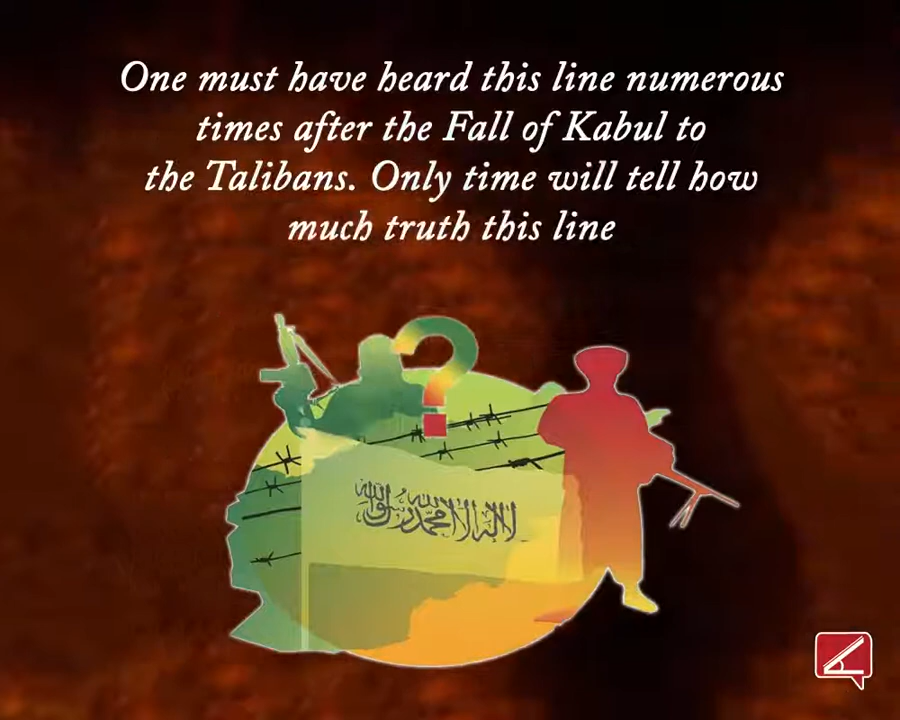 One must have heard this line numerous
times after the Fall of Kabul to
the Talibans. Only time will tell how
much truth this line
?
لا إله إلا الله محمد رسول الله